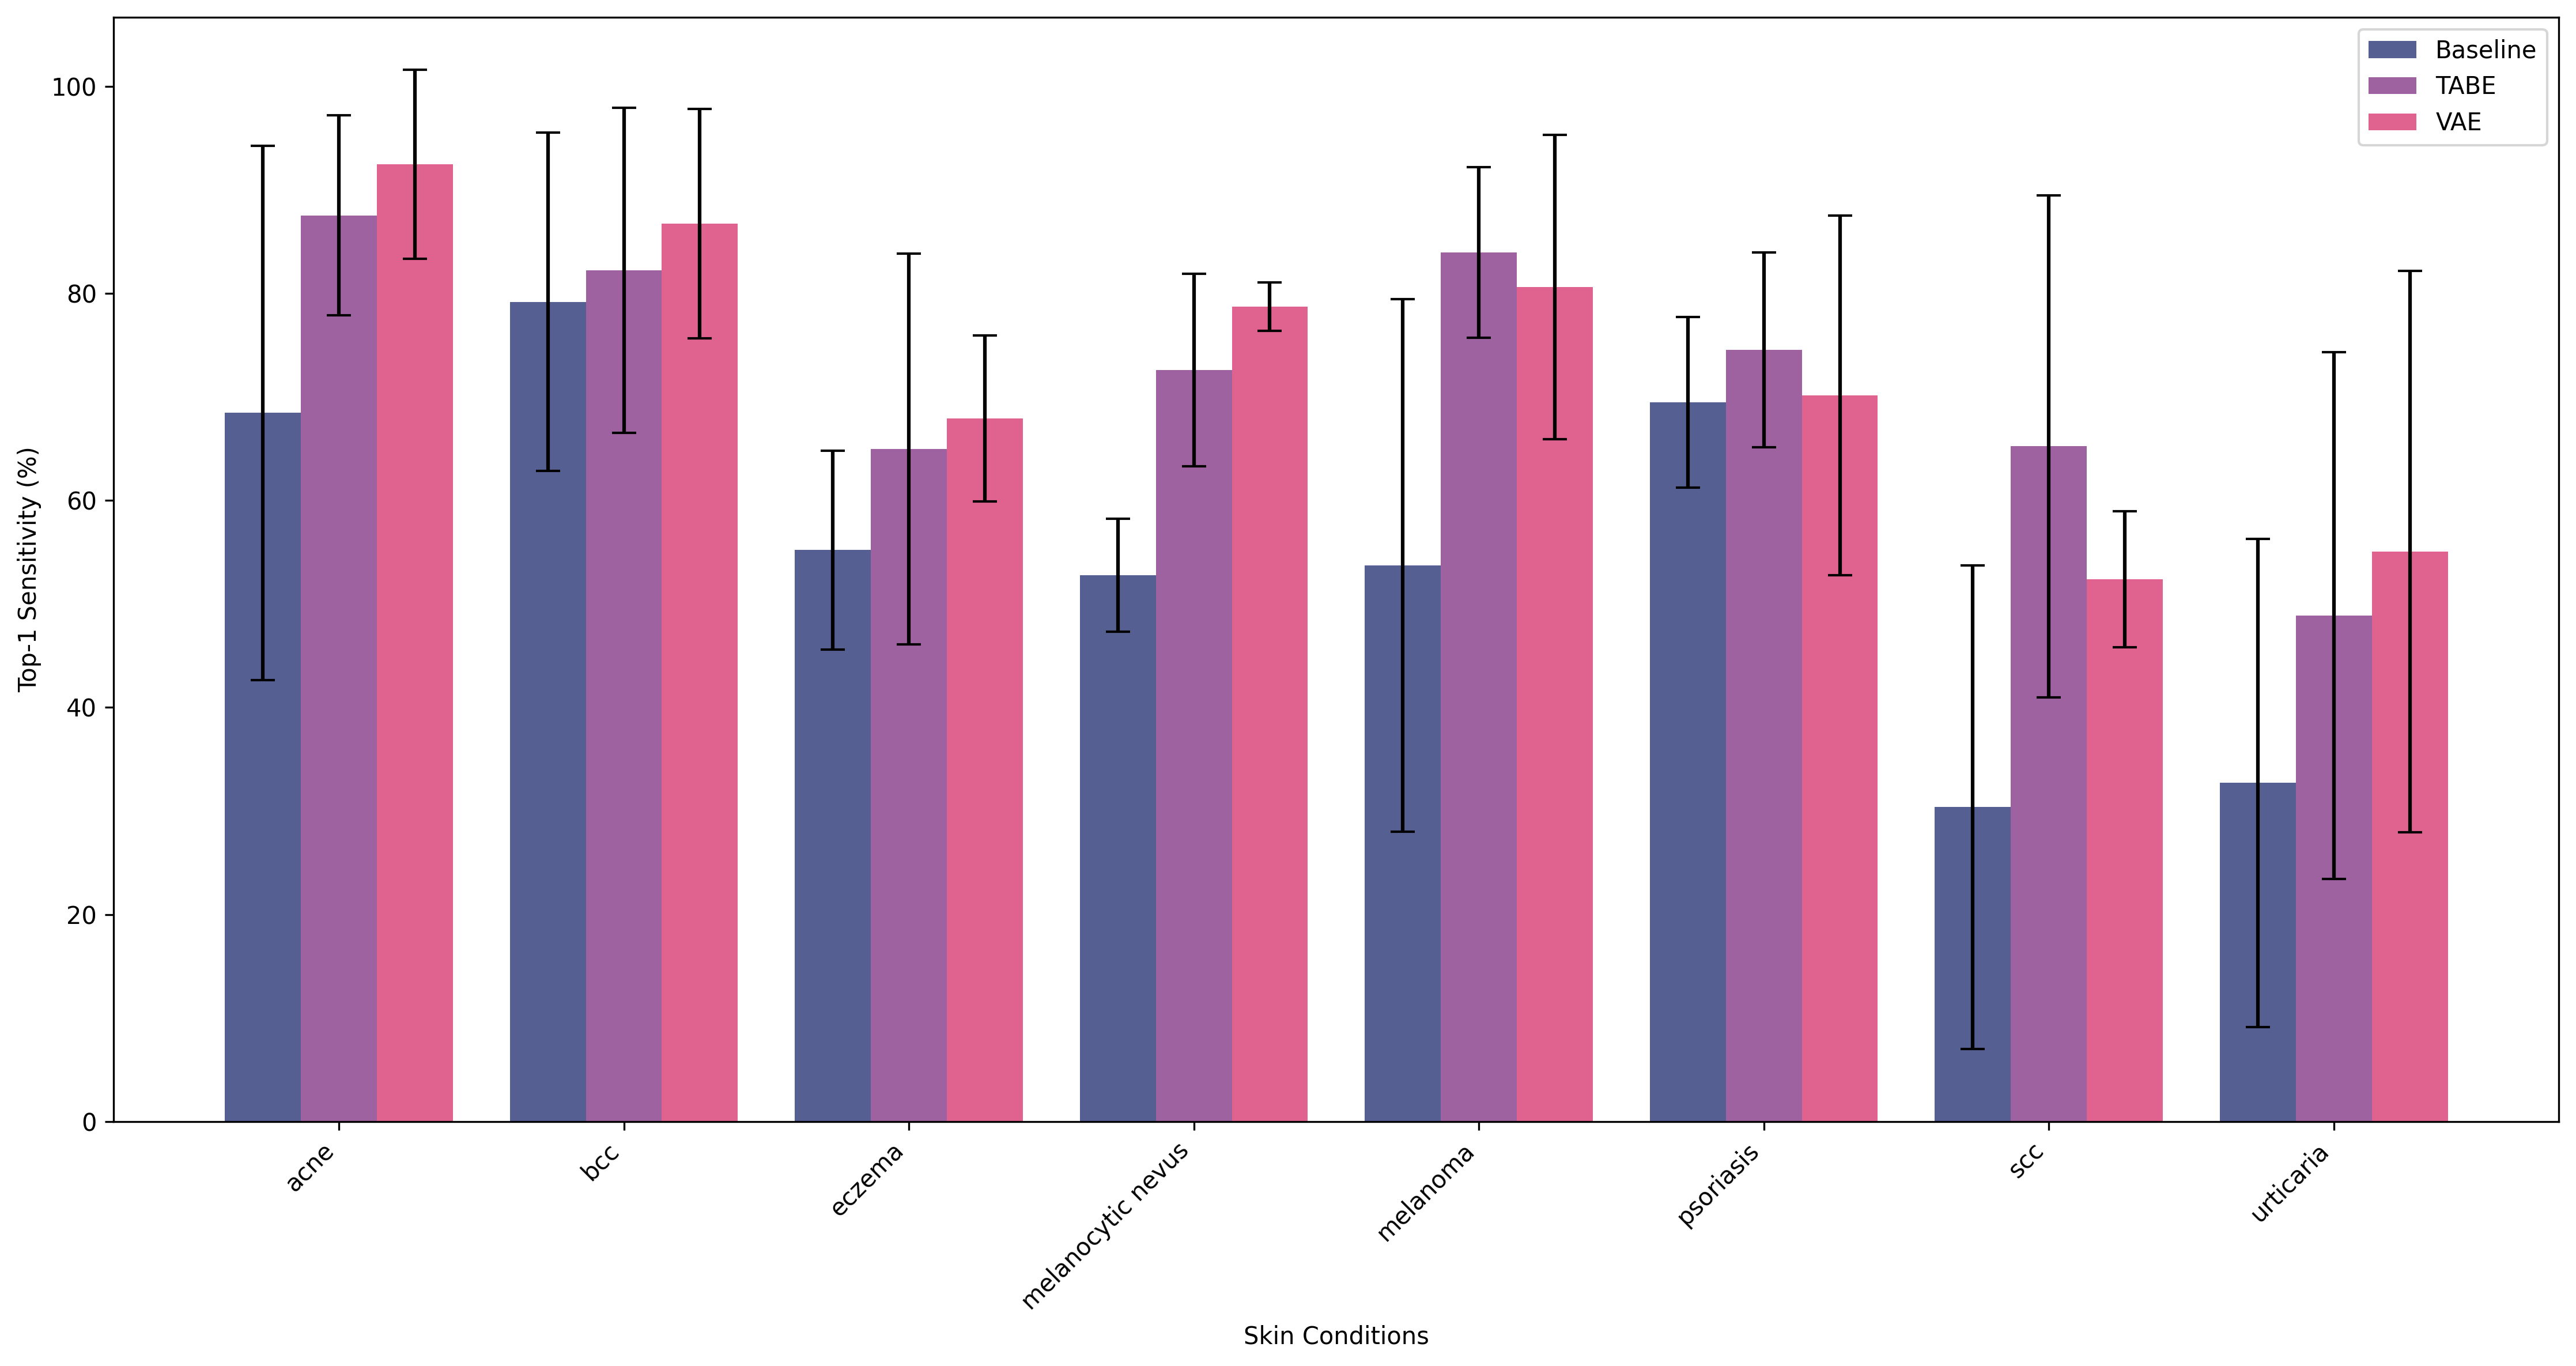 Baseline
TABE
VAE
Top-1 Sensitivity (%)
100
80
60
40
20
0
acne
bcc
eczema
melanocytic nevus
melanoma
psoriasis
scc
urticaria
Skin Conditions